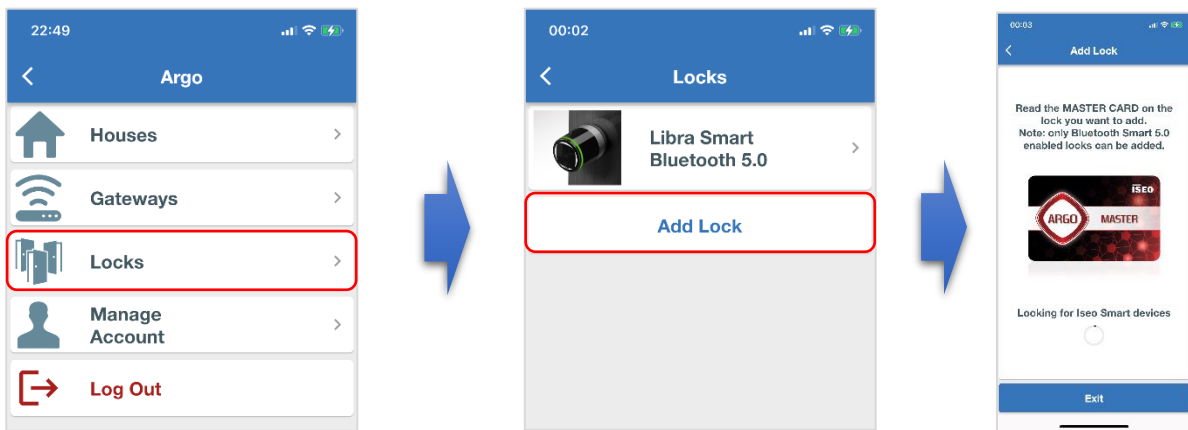 22:49
Argo
Houses
Gateways
Locks
Manage
Account
Log Out
00:02
Locks
Libra Smart
Bluetooth 5.0
Add Lock
00:03
Add Lock
Read the MASTER CARD on the
lock you want to add.
Note: only Bluetooth Smart 5.0
enabled locks can be added.
ISEO
ARGO MASTER
Looking for Iseo Smart devices
Exit